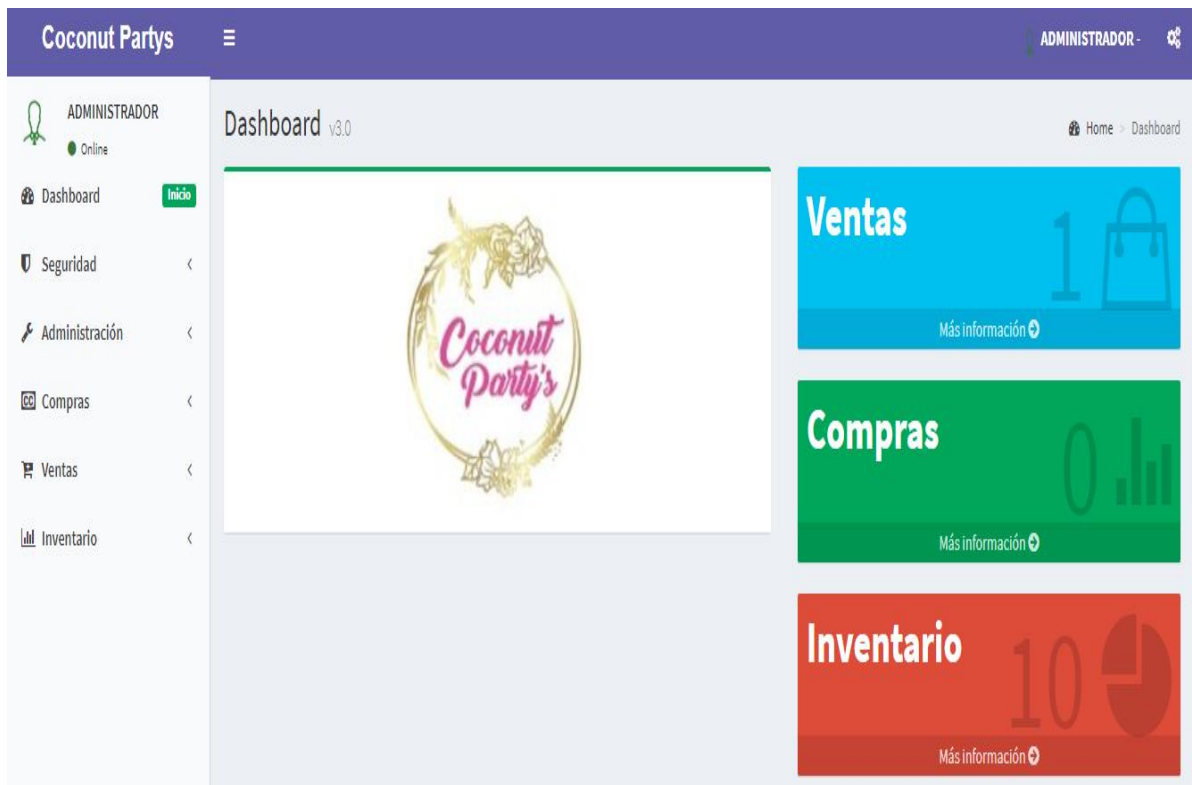 Coconut Partys
ADMINISTRADOR -
ADMINISTRADOR
Online
Dashboard Inicio
Seguridad
Administración
Compras
Ventas
Inventario
Dashboard v3.0
Home > Dashboard
Coconut
Party's
Ventas
1
Más información
Compras
0
Más información
Inventario
10
Más información